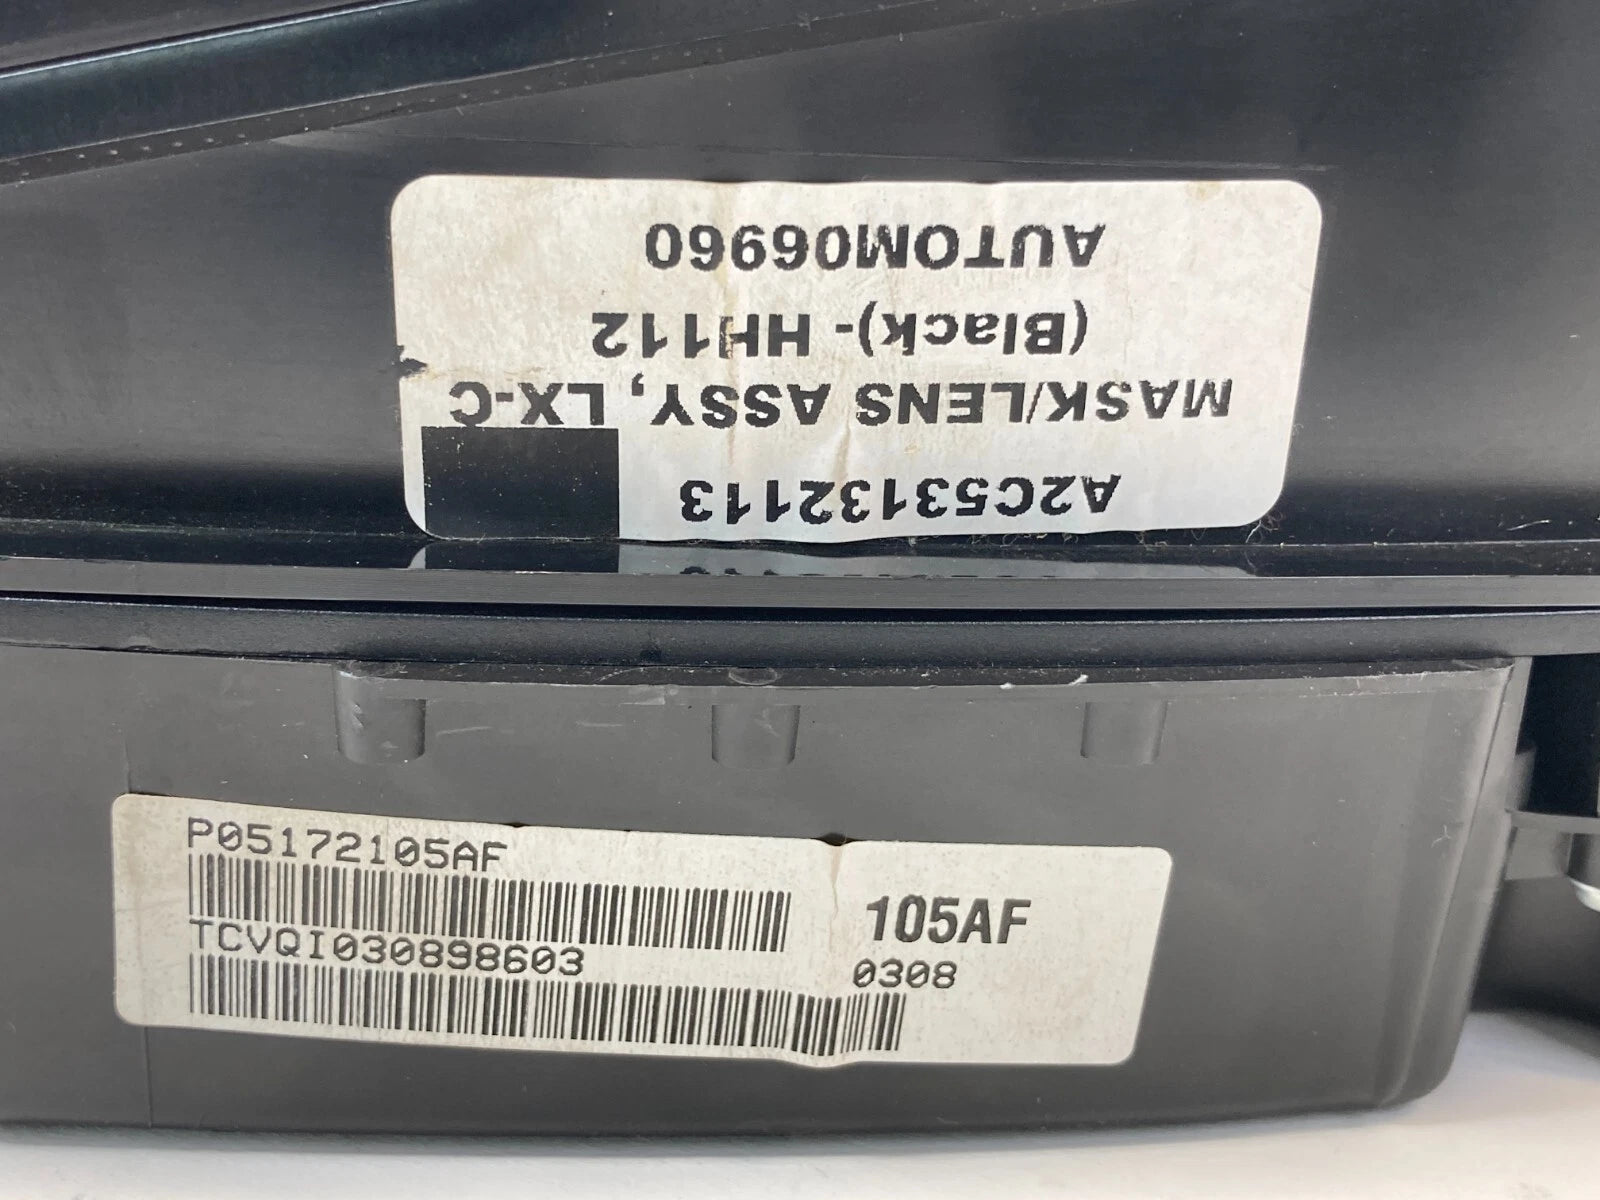 A2C53132113
MASK/LENS ASSY, LX-C
(Black)- HH112
AUTOM06960
P05172105AF
TCVQI030898603
105AF
0308